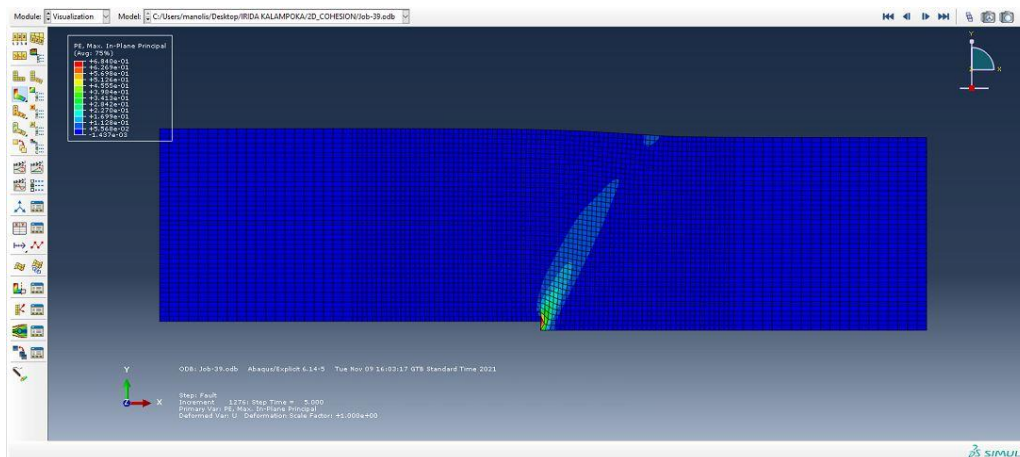 Module: Visualization Model: C:/Users/manolis/Desktop/IRIDA KALAMPOKA/2D_COHESION/Job-39.odb
PE, Max. In-Plane Principal
(Avg: 75%)
+6.840e-01
+6.269e-01
+5.698e-01
+5.126e-01
+4.555e-01
+3.984e-01
+3.413e-01
+2.842e-01
+2.270e-01
+1.699e-01
+1.128e-01
+5.568e-02
-1.437e-03
Y
X
Z
ODB: Job-39.odb Abaqus/Explicit 6.14-5 Tue Nov 09 16:03:17 GTB Standard Time 2021
Y
X
Z
Step: Fault
Increment 1276: Step Time = 5.000
Primary Var: PE, Max. In-Plane Principal
Deformed Var: U Deformation Scale Factor: +1.000e+00
SIMUL